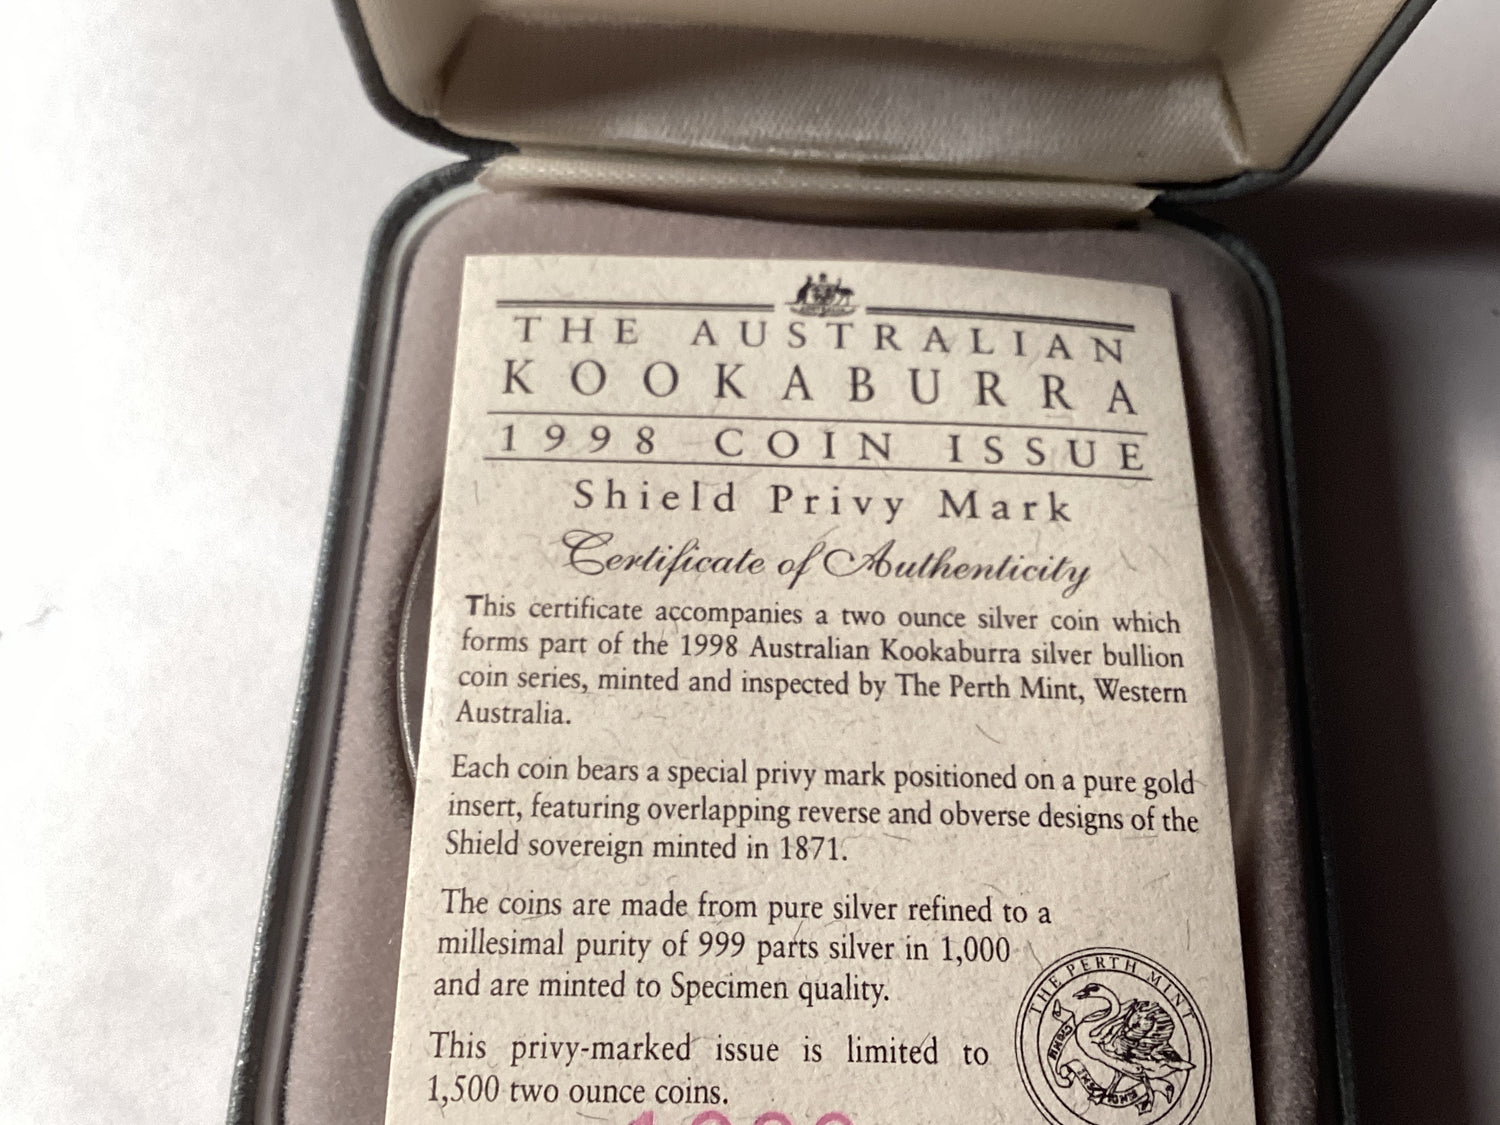 THE AUSTRALIAN
KOOKABURRA
1998 COIN ISSUE
Shield Privy Mark
Certificate of Authenticity
This certificate accompanies a two ounce silver coin which
forms part of the 1998 Australian Kookaburra silver bullion
coin series, minted and inspected by The Perth Mint, Western
Australia.
Each coin bears a special privy mark positioned on a pure gold
insert, featuring overlapping reverse and obverse designs of the
Shield sovereign minted in 1871.
The coins are made from pure silver refined to a
millesimal purity of 999 parts silver in 1,000
and are minted to Specimen quality.
THE PERTH MINT
This privy-marked issue is limited to
1,500 two ounce coins.